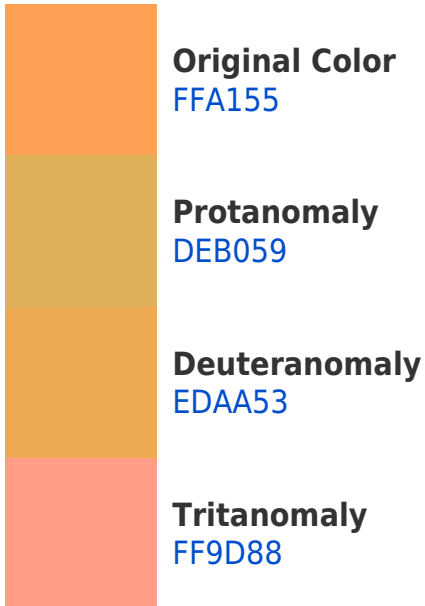 Original Color
FFA155
Protanomaly
DEB059
Deuteranomaly
EDAA53
Tritanomaly
FF9D88